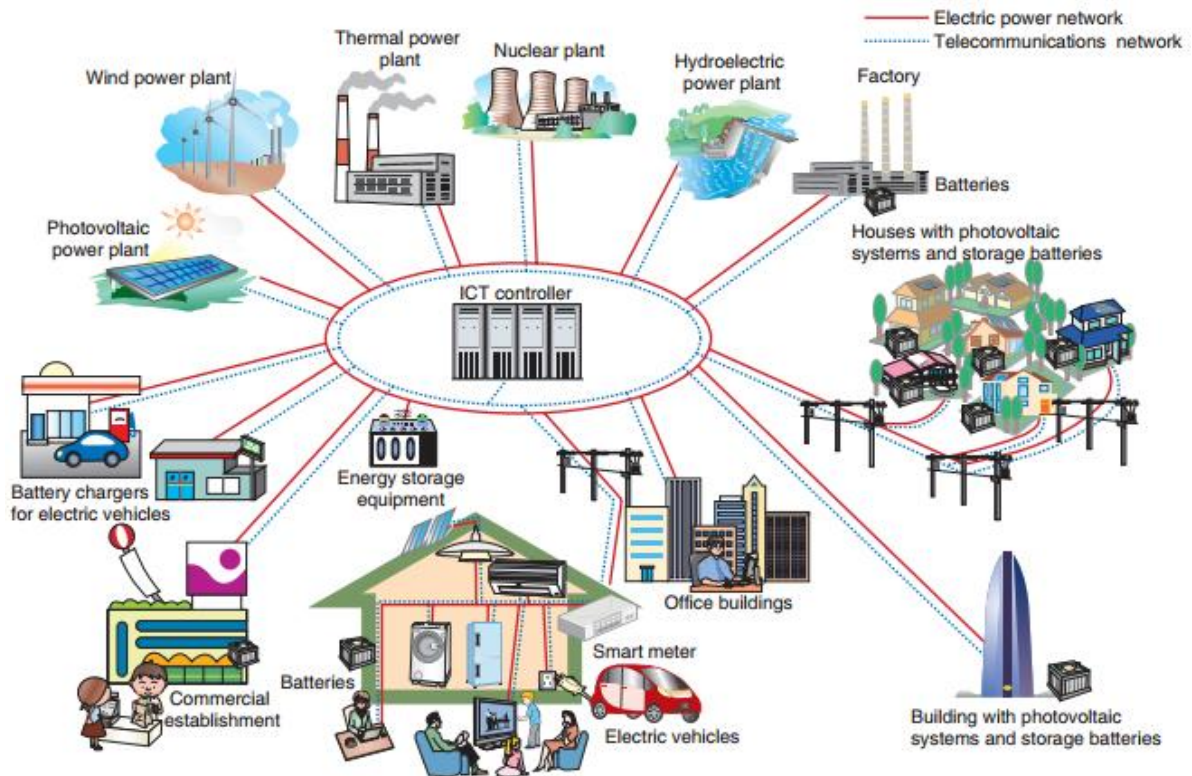 Electric power network
Telecommunications network
Thermal power
plant
Nuclear plant
Hydroelectric
power plant
Factory
Wind power plant
Batteries
Photovoltaic
power plant
Houses with photovoltaic
systems and storage batteries
ICT controller
Battery chargers
for electric vehicles
Energy storage
equipment
Office buildings
Commercial
establishment
Batteries
Smart meter
Electric vehicles
Building with photovoltaic
systems and storage batteries